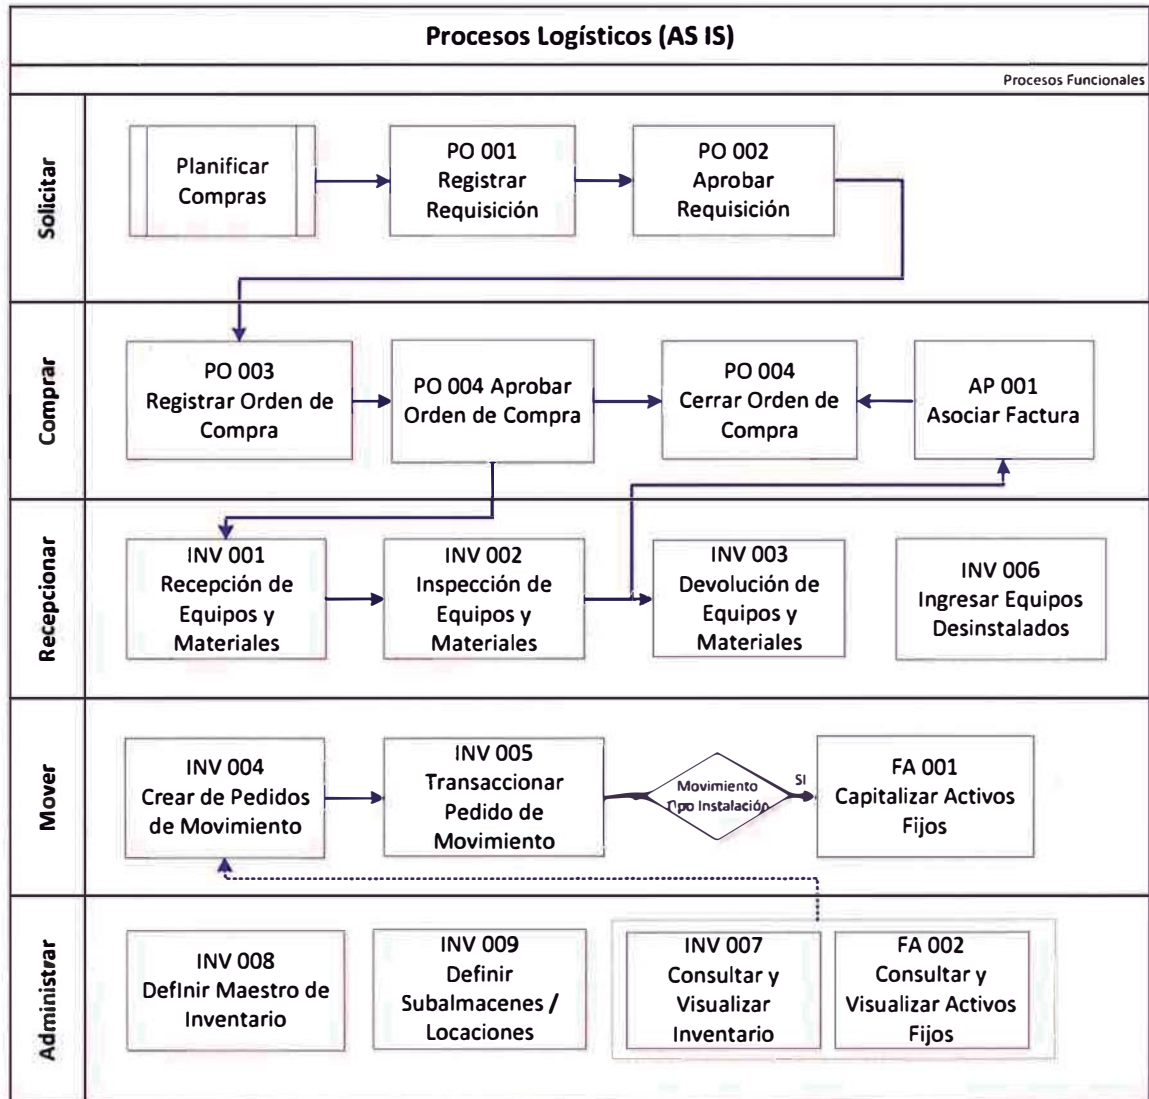 Procesos Logísticos (AS IS)
Procesos Funcionales
Solicitar
Planificar
Compras
PO 001
Registrar
Requisición
PO 002
Aprobar
Requisición
Comprar
PO 003
Registrar Orden de
Compra
PO 004 Aprobar
Orden de Compra
PO 004
Cerrar Orden de
Compra
AP 001
Asociar Factura
Recepcionar
INV 001
Recepción de
Equipos y
Materiales
INV 002
Inspección de
Equipos y
Materiales
INV 003
Devolución de
Equipos y
Materiales
INV 006
Ingresar Equipos
Desinstalados
Mover
INV 004
Crear de Pedidos
de Movimiento
INV 005
Transaccionar
Pedido de
Movimiento
Movimiento
Tipo Instalación
SI
FA 001
Capitalizar Activos
Fijos
Administrar
INV 008
Definir Maestro de
Inventario
INV 009
Definir
Subalmacenes /
Locaciones
INV 007
Consultar y
Visualizar
Inventario
FA 002
Consultar y
Visualizar Activos
Fijos